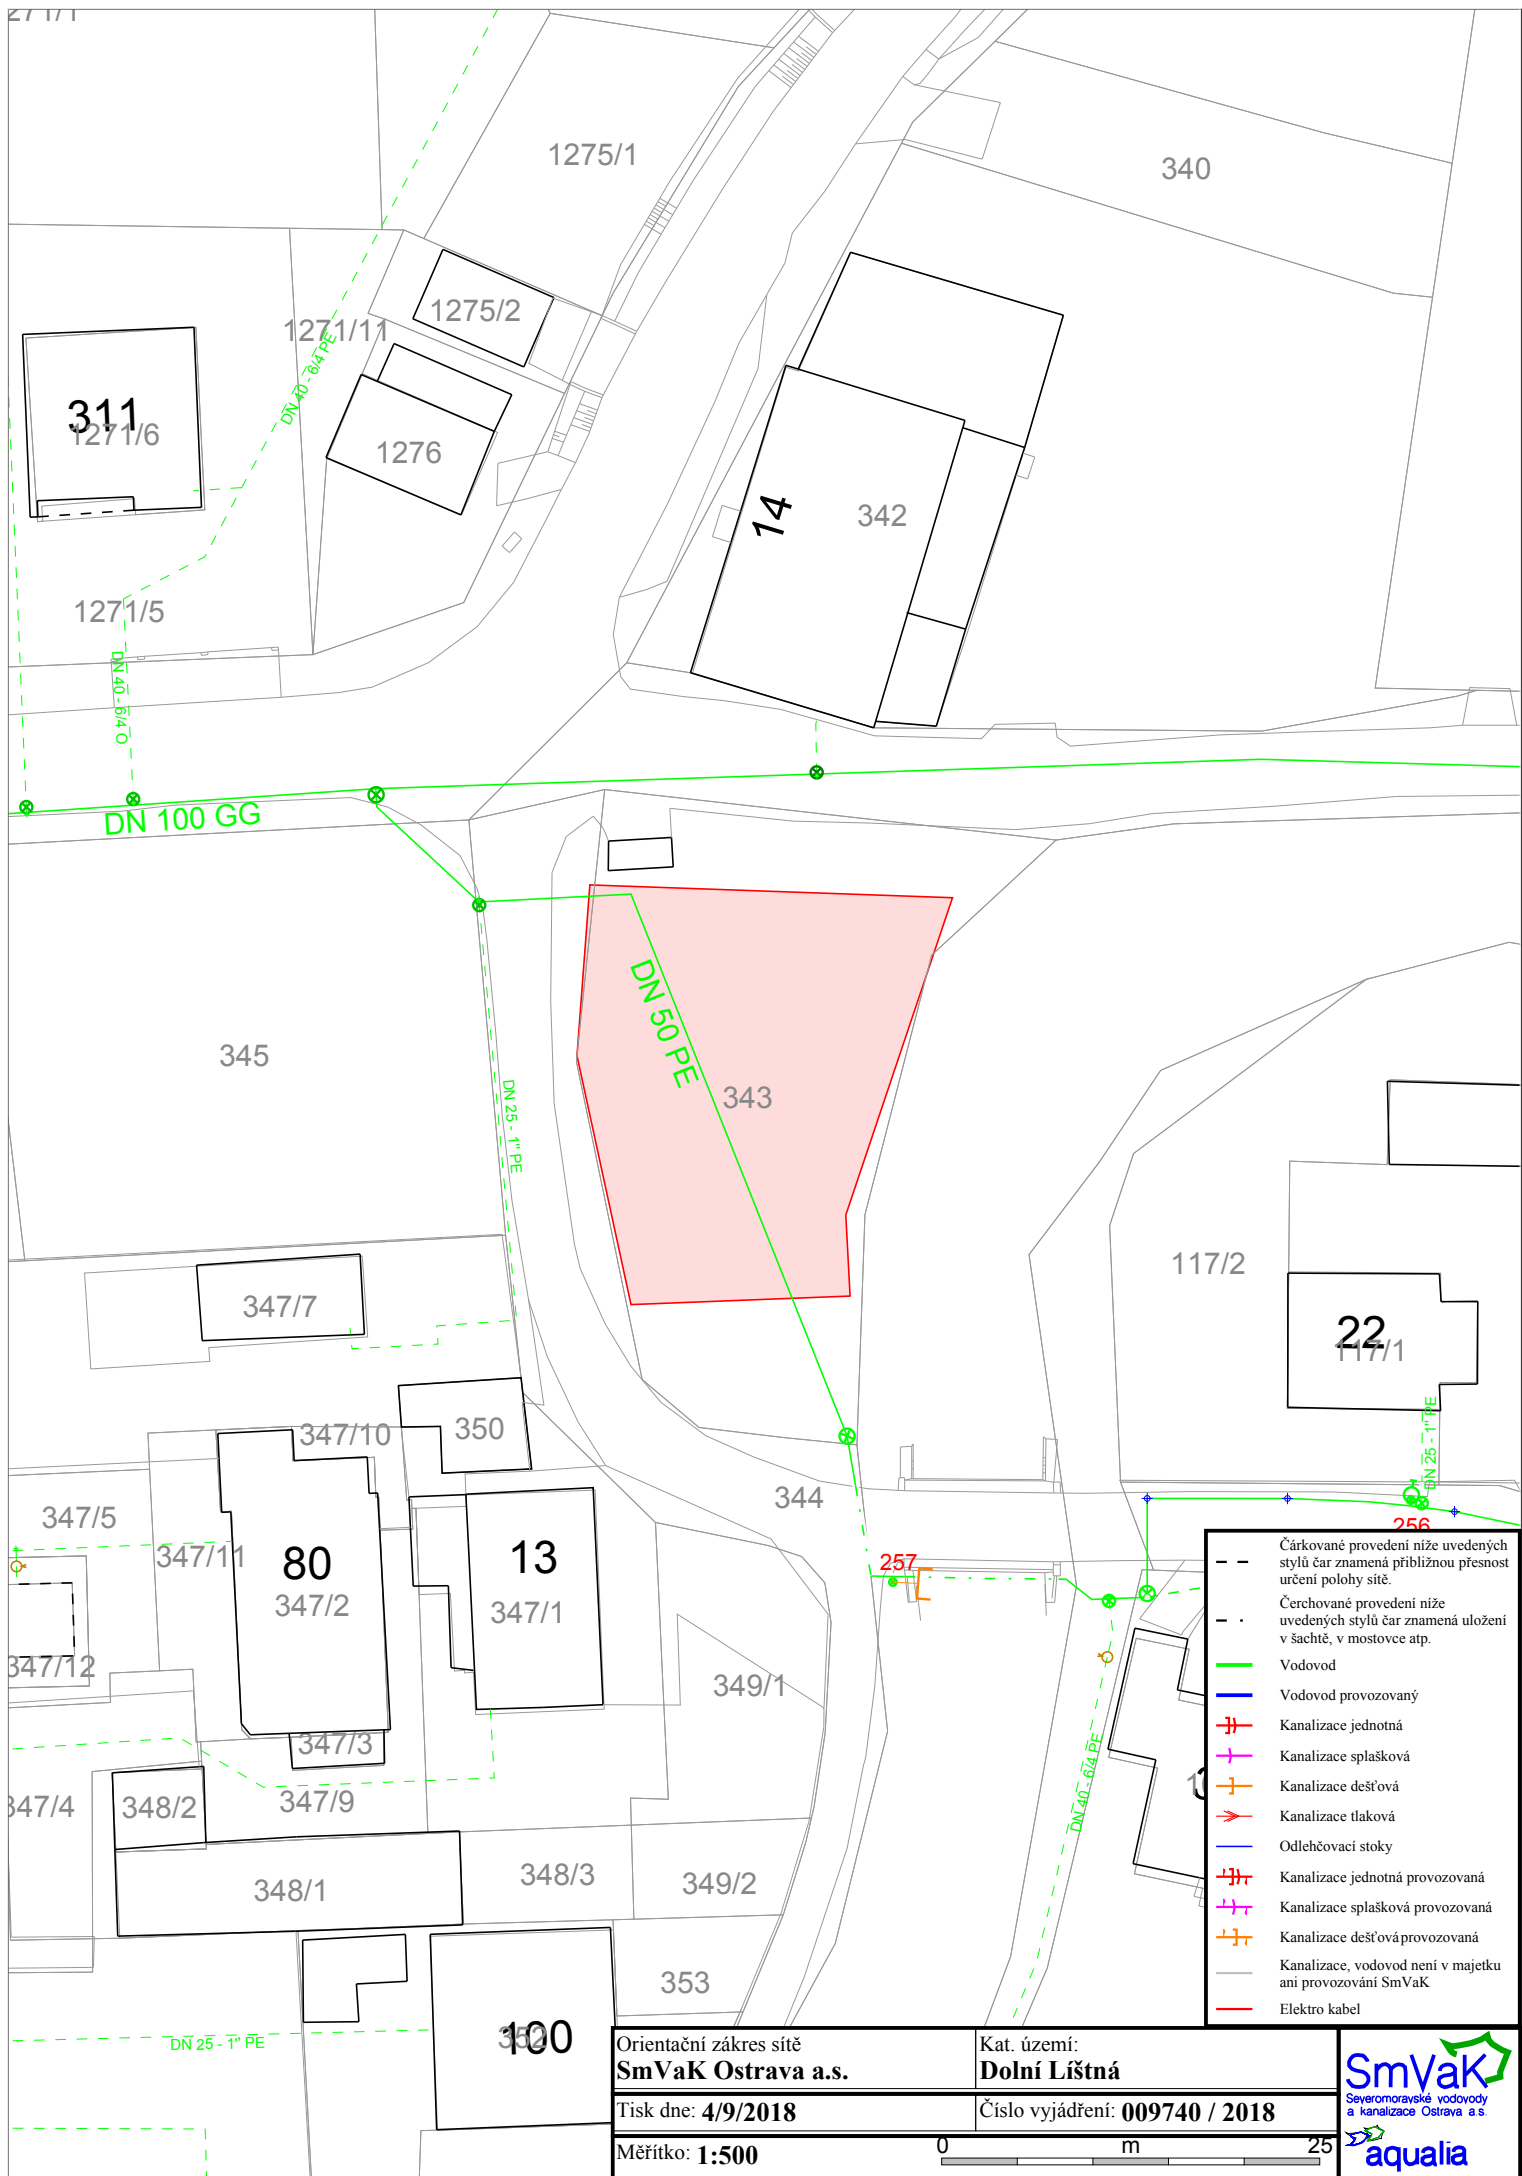 271/1
1275/1
340
1275/2
1271/11
DN 40 - 6/4 PE
311
1271/6
1276
14
342
1271/5
DN 40 - 6/4 O
DN 100 GG
DN 50 PE
345
343
DN 25 - 1" PE
117/2
347/7
22
117/1
350
347/10
DN 25 - 1" PE
344
347/5
256
347/11
80
13
257
347/2
347/1
347/12
349/1
347/3
DN 40 - 6/4 PE
347/4
348/2
347/9
348/1
348/3
349/2
353
100
352
DN 25 - 1" PE
Čárkované provedení níže uvedených
stylů čar znamená přibližnou přesnost
určení polohy sítě.
Čerchované provedení níže
uvedených stylů čar znamená uložení
v šachtě, v mostovce atp.
Vodovod
Vodovod provozovaný
Kanalizace jednotná
Kanalizace splašková
Kanalizace dešťová
Kanalizace tlaková
Odlehčovací stoky
Kanalizace jednotná provozovaná
Kanalizace splašková provozovaná
Kanalizace dešťová provozovaná
Kanalizace, vodovod není v majetku
ani provozování SmVaK
Elektro kabel
Orientační zákres sítě
SmVaK Ostrava a.s.
Kat. území:
Dolní Líštná
Tisk dne: 4/9/2018
Číslo vyjádření: 009740 / 2018
Měřítko: 1:500
0 m 25
SmVaK
Severomoravské vodovody
a kanalizace Ostrava a.s.
aqualia